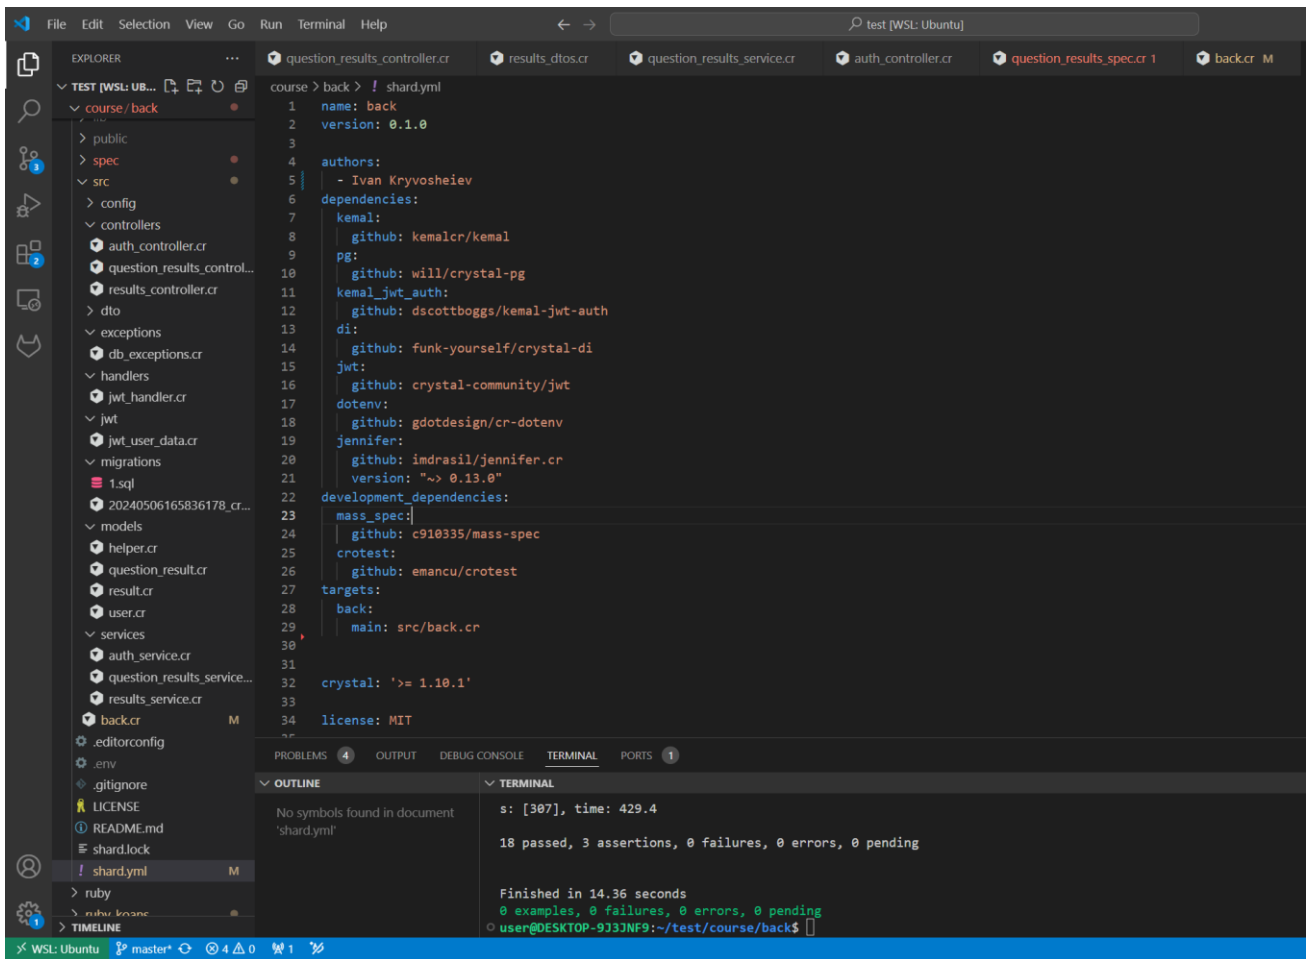 File Edit Selection View Go Run Terminal Help
test [WSL: Ubuntu]
EXPLORER
question_results_controller.cr
results_dtos.cr
question_results_service.cr
auth_controller.cr
question_results_spec.cr 1
back.cr M
TEST [WSL: UB...
course/back
public
spec
src
config
controllers
auth_controller.cr
question_results_control...
results_controller.cr
dto
exceptions
db_exceptions.cr
handlers
jwt_handler.cr
jwt
jwt_user_data.cr
migrations
1.sql
20240506165836178_cr...
models
helper.cr
question_result.cr
result.cr
user.cr
services
auth_service.cr
question_results_service...
results_service.cr
back.cr M
.editorconfig
.env
.gitignore
LICENSE
README.md
shard.lock
shard.yml M
ruby
ruby_koans
TIMELINE
3
2
1
course > back > ! shard.yml
1 name: back
2 version: 0.1.0
3
4 authors:
5 - Ivan Kryvosheiev
6 dependencies:
7 kemal:
8 github: kemalcr/kemal
9 pg:
10 github: will/crystal-pg
11 kemal_jwt_auth:
12 github: dscottboggs/kemal-jwt-auth
13 di:
14 github: funk-yourself/crystal-di
15 jwt:
16 github: crystal-community/jwt
17 dotenv:
18 github: gdotdesign/cr-dotenv
19 jennifer:
20 github: imdrasil/jennifer.cr
21 version: "~> 0.13.0"
22 development_dependencies:
23 mass_spec:
24 github: c910335/mass-spec
25 crotest:
26 github: emancu/crotest
27 targets:
28 back:
29 main: src/back.cr
30
31
32 crystal: '>= 1.10.1'
33
34 license: MIT
PROBLEMS 4 OUTPUT DEBUG CONSOLE TERMINAL PORTS 1
OUTLINE
No symbols found in document
'shard.yml'
TERMINAL
s: [307], time: 429.4
18 passed, 3 assertions, 0 failures, 0 errors, 0 pending
Finished in 14.36 seconds
0 examples, 0 failures, 0 errors, 0 pending
user@DESKTOP-9J3JNF9:~/test/course/back$
WSL: Ubuntu master* 4 0 1